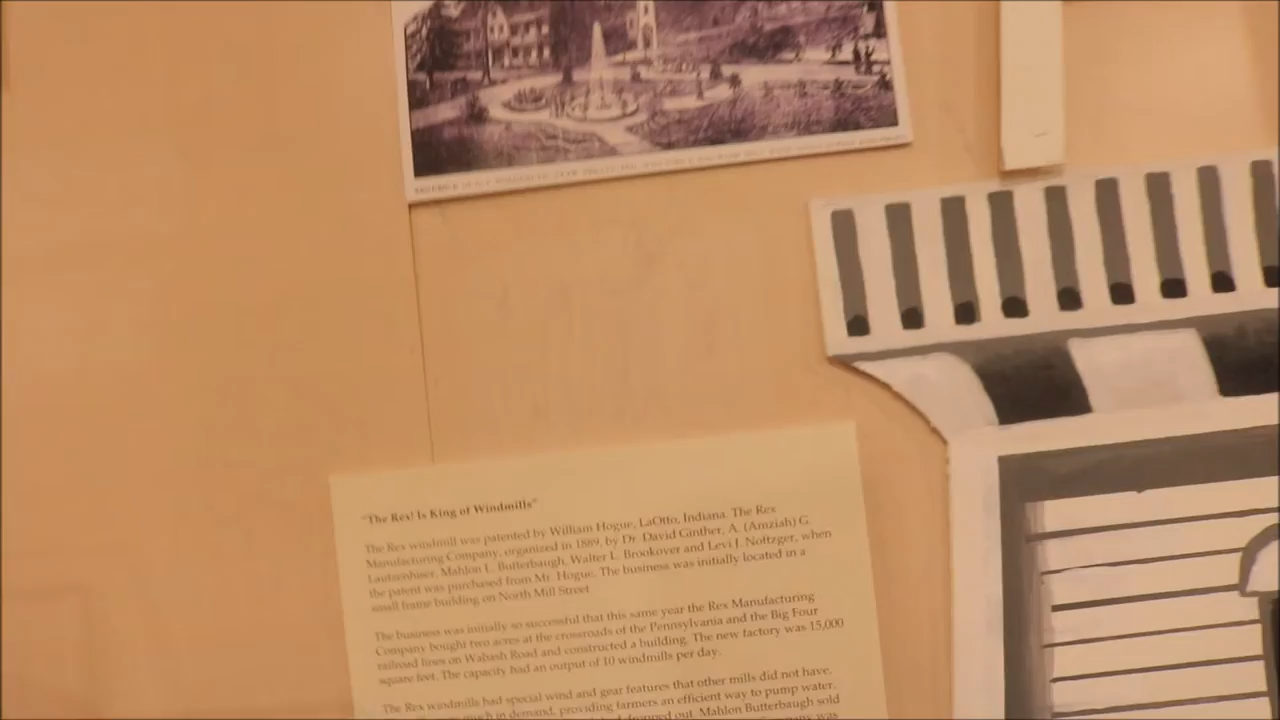 "The Rex! Is King of Windmills"
The Rex windmill was patented by William Hogue, LaOtto, Indiana. The Rex
Manufacturing Company, organized in 1889, by Dr. David Ginther, A. (Amziah) G.
Lautzenhiser, Mahlon L. Butterbaugh, Walter L. Brookover and Levi J. Noftzger, when
the patent was purchased from Mr. Hogue. The business was initially located in a
small frame building on North Mill Street.
The business was initially so successful that this same year the Rex Manufacturing
Company bought two acres at the crossroads of the Pennsylvania and the Big Four
railroad lines on Wabash Road and constructed a building. The new factory was 15,000
square feet. The capacity had an output of 10 windmills per day.
The Rex windmills had special wind and gear features that other mills did not have,
much in demand, providing farmers an efficient way to pump water.
dropped out. Mahlon Butterbaugh sold
was